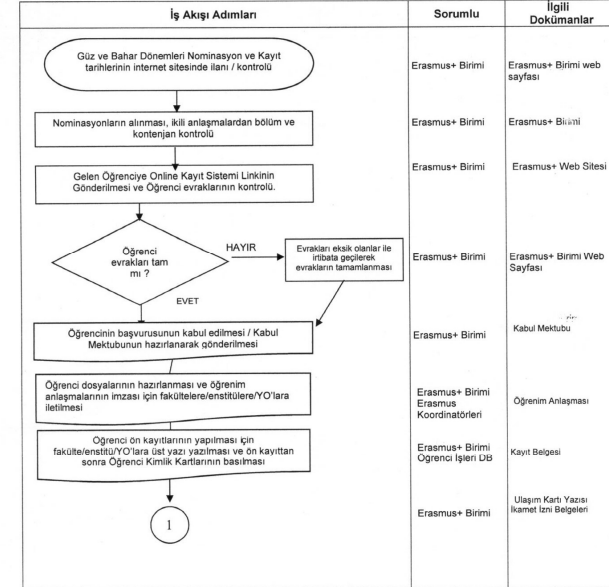 İş Akışı Adımları
Sorumlu
İlgili
Dokümanlar
Güz ve Bahar Dönemleri Nominasyon ve Kayıt
tarihlerinin internet sitesinde ilanı / kontrolü
Erasmus+ Birimi
Erasmus+ Birimi web
sayfası
Nominasyonların alınması, ikili anlaşmalardan bölüm ve
kontenjan kontrolü
Erasmus+ Birimi
Erasmus+ Birimi
Gelen Öğrenciye Online Kayıt Sistemi Linkinin
Gönderilmesi ve Öğrenci evraklarının kontrolü.
Erasmus+ Birimi
Erasmus+ Web Sitesi
Öğrenci
evrakları tam
mı ?
HAYIR
Evrakları eksik olanlar ile
irtibata geçilerek
evrakların tamamlanması
Erasmus+ Birimi
Erasmus+ Birimi Web
Sayfası
EVET
Öğrencinin başvurusunun kabul edilmesi / Kabul
Mektubunun hazırlanarak gönderilmesi
Erasmus+ Birimi
Kabul Mektubu
Öğrenci dosyalarının hazırlanması ve öğrenim
anlaşmalarının imzası için fakültelere/enstitülere/YO'lara
iletilmesi
Erasmus+ Birimi
Erasmus
Koordinatörleri
Öğrenim Anlaşması
Öğrenci ön kayıtlarının yapılması için
fakülte/enstitü/YO'lara üst yazı yazılması ve ön kayıttan
sonra Öğrenci Kimlik Kartlarının basılması
Erasmus+ Birimi
Öğrenci İşleri DB
Kayıt Belgesi
1
Erasmus+ Birimi
Ulaşım Kartı Yazısı
İkamet İzni Belgeleri